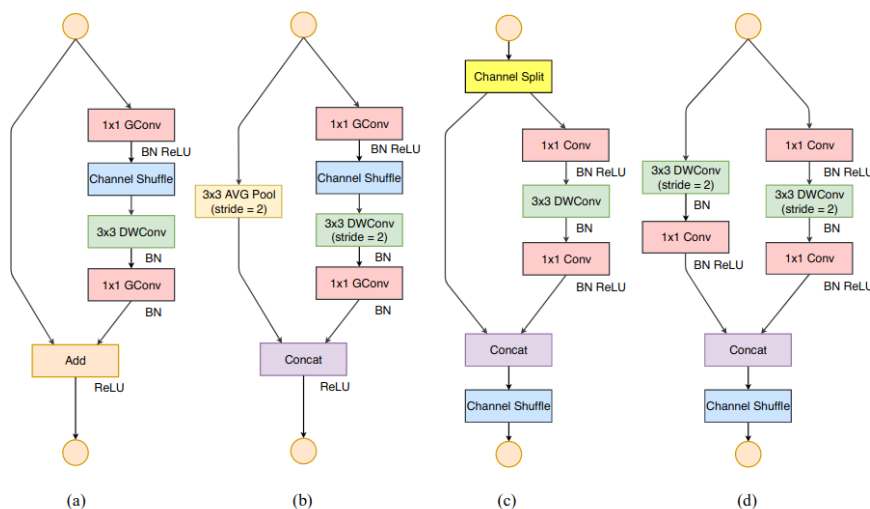 1x1 GConv
BN ReLU
Channel Shuffle
3x3 DWConv
BN
1x1 GConv
BN
Add
ReLU
(a)
3x3 AVG Pool
(stride = 2)
1x1 GConv
BN ReLU
Channel Shuffle
3x3 DWConv
(stride = 2)
BN
1x1 GConv
BN
Concat
ReLU
(b)
Channel Split
1x1 Conv
BN ReLU
3x3 DWConv
BN
1x1 Conv
BN ReLU
Concat
Channel Shuffle
(c)
3x3 DWConv
(stride = 2)
BN
1x1 Conv
BN ReLU
1x1 Conv
BN ReLU
3x3 DWConv
(stride = 2)
BN
1x1 Conv
BN ReLU
Concat
Channel Shuffle
(d)